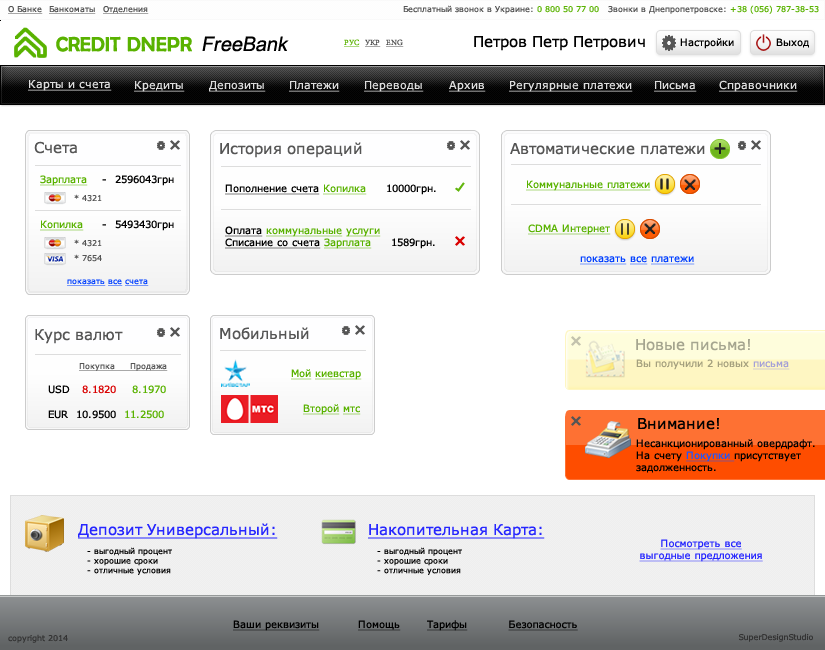 О Банке Банкоматы Отделения Бесплатный звонок в Украине: 0 800 50 77 00 Звонки в Днепропетровске: +38 (056) 787-38-53
CREDIT DNEPR FreeBank РУС УКР ENG Петров Петр Петрович Настройки Выход
Карты и счета Кредиты Депозиты Платежи Переводы Архив Регулярные платежи Письма Справочники
Счета
Зарплата - 2596043грн
* 4321
Копилка - 5493430грн
* 4321
VISA * 7654
показать все счета
История операций
Пополнение счета Копилка 10000грн.
Оплата коммунальные услуги
Списание со счета Зарплата 1589грн.
Автоматические платежи
Коммунальные платежи
CDMA Интернет
показать все платежи
Курс валют
Покупка Продажа
USD 8.1820 8.1970
EUR 10.9500 11.2500
Мобильный
КИЇВСТАР Мой киевстар
МТС Второй мтс
Новые письма!
Вы получили 2 новых письма
Внимание!
Несанкционированный овердрафт.
На счету Покупки присутствует
задолженность.
Депозит Универсальный:
- выгодный процент
- хорошие сроки
- отличные условия
Накопительная Карта:
- выгодный процент
- хорошие сроки
- отличные условия
Посмотреть все
выгодные предложения
Ваши реквизиты Помощь Тарифы Безопасность
copyright 2014 SuperDesignStudio